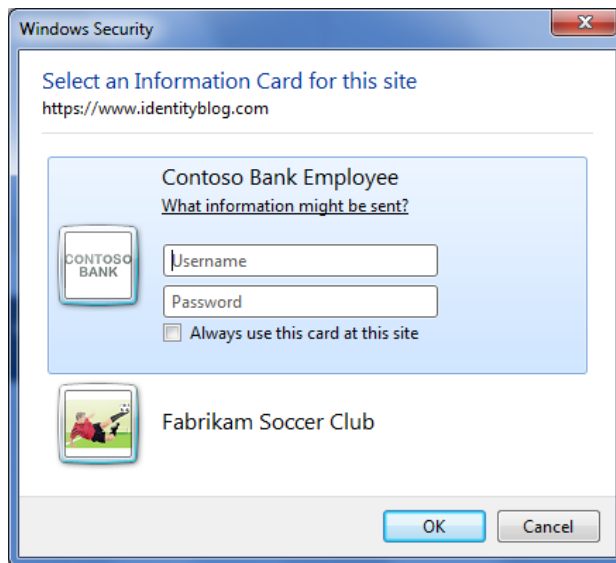 Windows Security
Select an Information Card for this site
https://www.identityblog.com
Contoso Bank Employee
What information might be sent?
CONTOSO
BANK
Username
Password
Always use this card at this site
Fabrikam Soccer Club
OK
Cancel